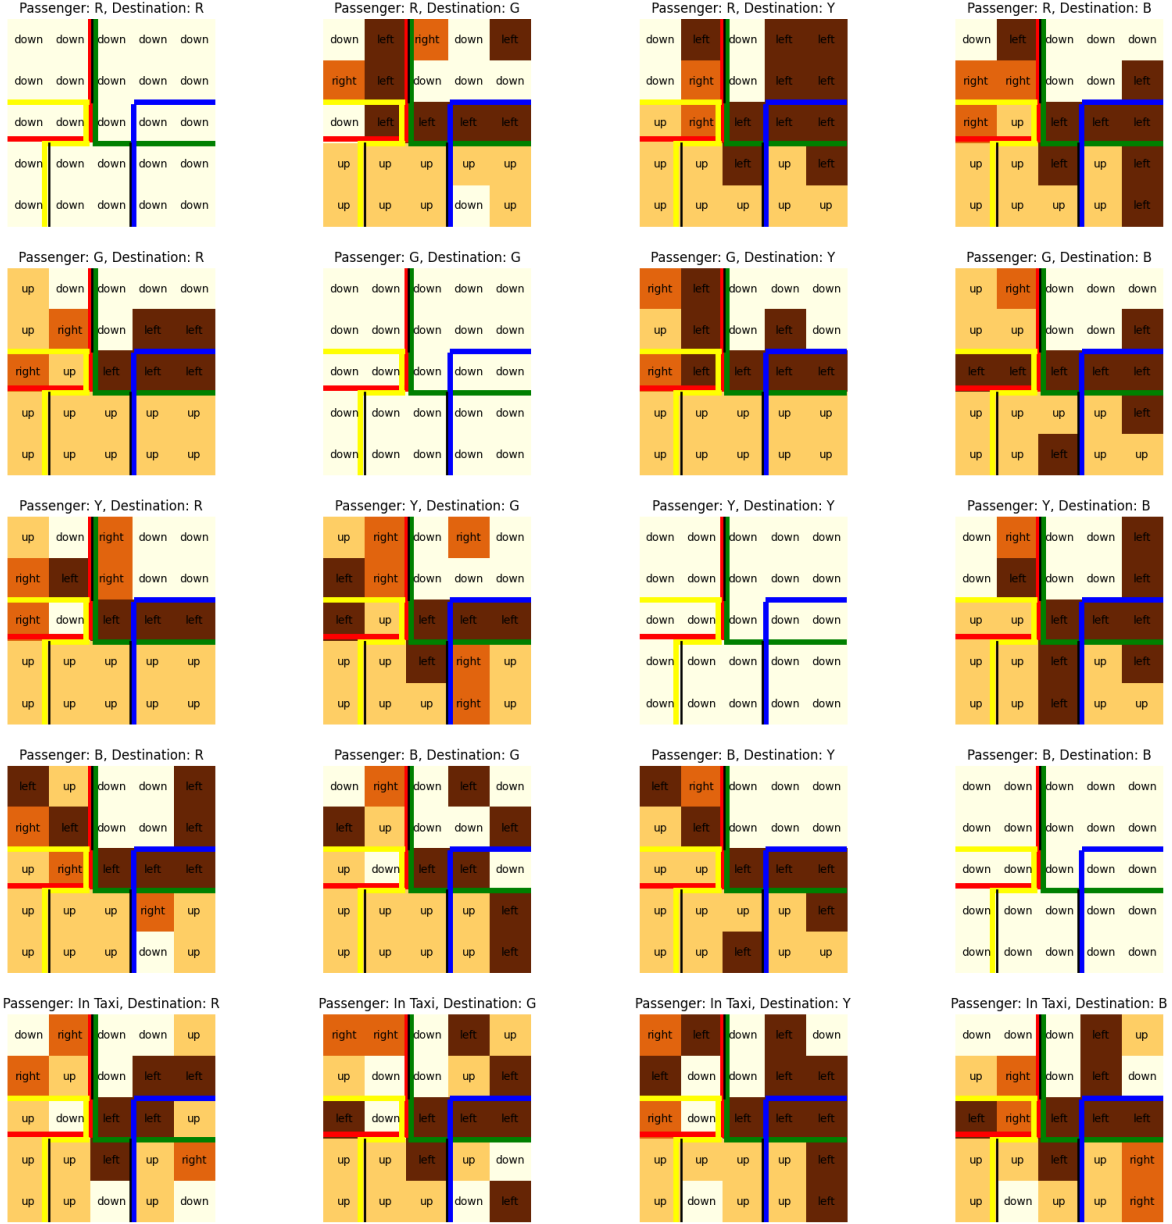 Passenger: R, Destination: R
down down down down down
down down down down down
down down down down down
down down down down down
down down down down down
Passenger: R, Destination: G
down left right down left
right left down down down
down left left left left
up up up up up
up up up down up
Passenger: R, Destination: Y
down left down left left
down right down left left
up right left left left
up up left up left
up up up up up
Passenger: R, Destination: B
down left down down down
right right down down left
right up left left left
up up left up left
up up up up left
Passenger: G, Destination: R
up down down down down
up right down left left
right up left left left
up up up up up
up up up up up
Passenger: G, Destination: G
down down down down down
down down down down down
down down down down down
down down down down down
down down down down down
Passenger: G, Destination: Y
right left down down down
up left down left down
right left left left left
up up up up up
up up up up up
Passenger: G, Destination: B
up right down down down
up up down down left
left left left left left
up up up up left
up up left up up
Passenger: Y, Destination: R
up down right down down
right left right down down
right down left left left
up up up up up
up up up up up
Passenger: Y, Destination: G
up right down right down
left right down down down
left up left left left
up up left right up
up up up right up
Passenger: Y, Destination: Y
down down down down down
down down down down down
down down down down down
down down down down down
down down down down down
Passenger: Y, Destination: B
down right down down left
down left down down left
up up left left left
up up left up left
up up left up up
Passenger: B, Destination: R
left up down down left
right left down down left
up right left left left
up up up right up
up up up down up
Passenger: B, Destination: G
down right down left down
left up down down left
up down left left down
up up up up left
up up up up left
Passenger: B, Destination: Y
left right down down down
up left down down down
up up left left left
up up up up left
up up left up up
Passenger: B, Destination: B
down down down down down
down down down down down
down down down down down
down down down down down
down down down down down
Passenger: In Taxi, Destination: R
down right down down up
right up down left left
up down left left up
up up left up right
up up down up down
Passenger: In Taxi, Destination: G
right right down left up
up down down up left
left down left left left
up up left up down
up up up down left
Passenger: In Taxi, Destination: Y
right left down left down
left down down left left
right down left left left
up up up up left
up down up up left
Passenger: In Taxi, Destination: B
down down down left up
up right down left down
left right left left left
up up left up right
up down up up right